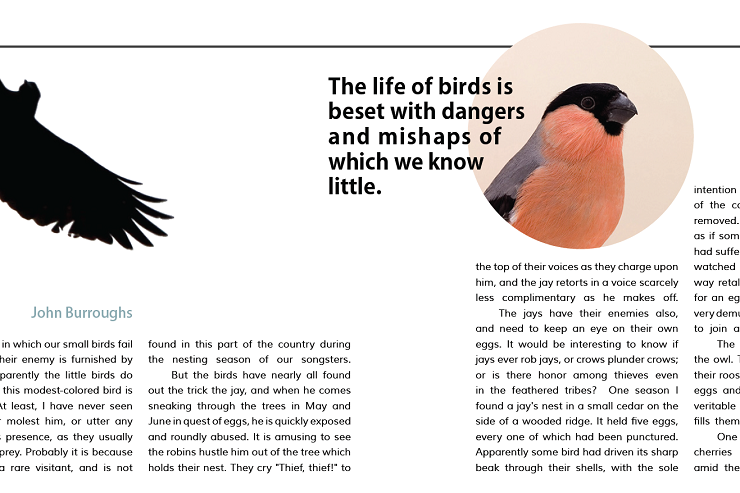 The life of birds is
beset with dangers
and mishaps of
which we know
little.
John Burroughs
in which our small birds fail
their enemy is furnished by
apparently the little birds do
this modest-colored bird is
At least, I have never seen
molest him, or utter any
presence, as they usually
prey. Probably it is because
a rare visitant, and is not
found in this part of the country during
the nesting season of our songsters.
But the birds have nearly all found
out the trick the jay, and when he comes
sneaking through the trees in May and
June in quest of eggs, he is quickly exposed
and roundly abused. It is amusing to see
the robins hustle him out of the tree which
holds their nest. They cry "Thief, thief!" to
the top of their voices as they charge upon
him, and the jay retorts in a voice scarcely
less complimentary as he makes off.
The jays have their enemies also,
and need to keep an eye on their own
eggs. It would be interesting to know if
jays ever rob jays, or crows plunder crows;
or is there honor among thieves even
in the feathered tribes? One season I
found a jay's nest in a small cedar on the
side of a wooded ridge. It held five eggs,
every one of which had been punctured.
Apparently some bird had driven its sharp
beak through their shells, with the sole
intention
of the
removed.
as if
had
watched
way
for an
very
to join
The
the owl.
their
eggs and
veritable
fills them
One
cherries
amid the